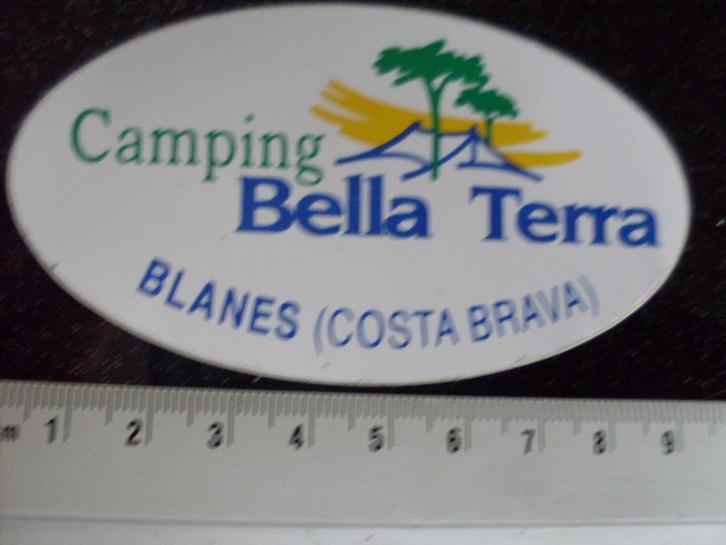 Camping
Bella Terra
BLANES (COSTA BRAVA)
1 2 3 4 5 6 7 8 9